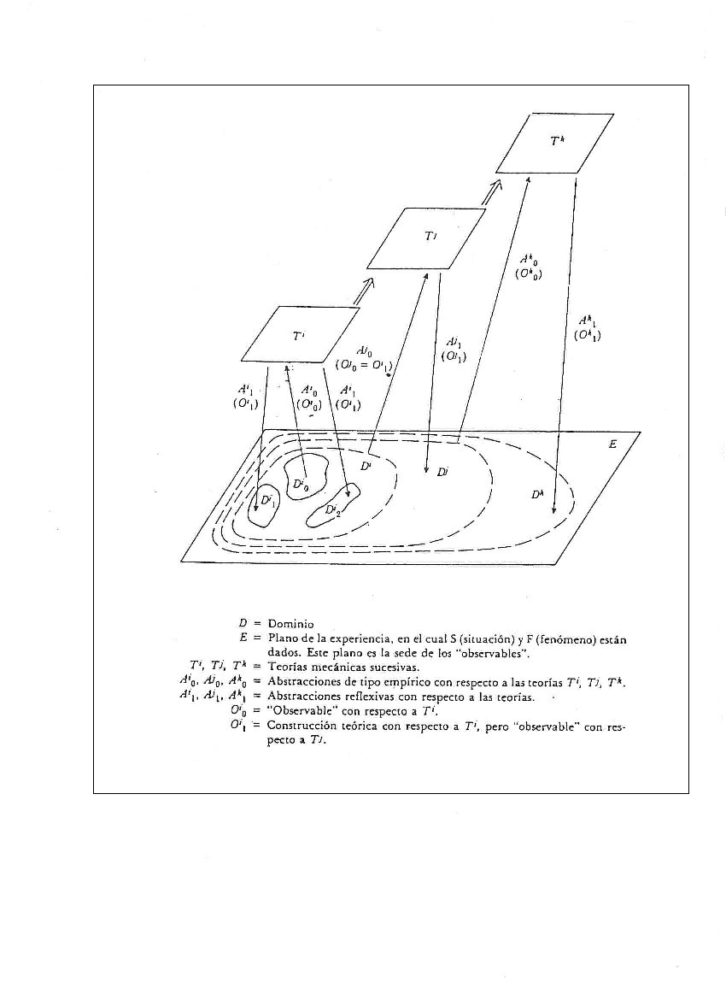 Tᵏ
Tʲ
Aᵏ₀
(Oᵏ₀)
Aᵏ₁
(Oᵏ₁)
Tⁱ
Aʲ₀
(Oʲ₀ = Oⁱ₁)
Aʲ₁
(Oʲ₁)
Aⁱ₁
(Oⁱ₁)
Aⁱ₀
(Oⁱ₀)
Aⁱ₁
(Oⁱ₁)
E
Dⁱ
Dʲ
Dⁱ₀
Dᵏ
Dⁱ₁
Dⁱ₂
D = Dominio
E = Plano de la experiencia, en el cual S (situación) y F (fenómeno) están
dados. Este plano es la sede de los "observables".
Tⁱ, Tʲ, Tᵏ = Teorías mecánicas sucesivas.
Aⁱ₀, Aʲ₀, Aᵏ₀ = Abstracciones de tipo empírico con respecto a las teorías Tⁱ, Tʲ, Tᵏ.
Aⁱ₁, Aʲ₁, Aᵏ₁ = Abstracciones reflexivas con respecto a las teorías.
Oⁱ₀ = "Observable" con respecto a Tⁱ.
Oⁱ₁ = Construcción teórica con respecto a Tⁱ, pero "observable" con res-
pecto a Tʲ.